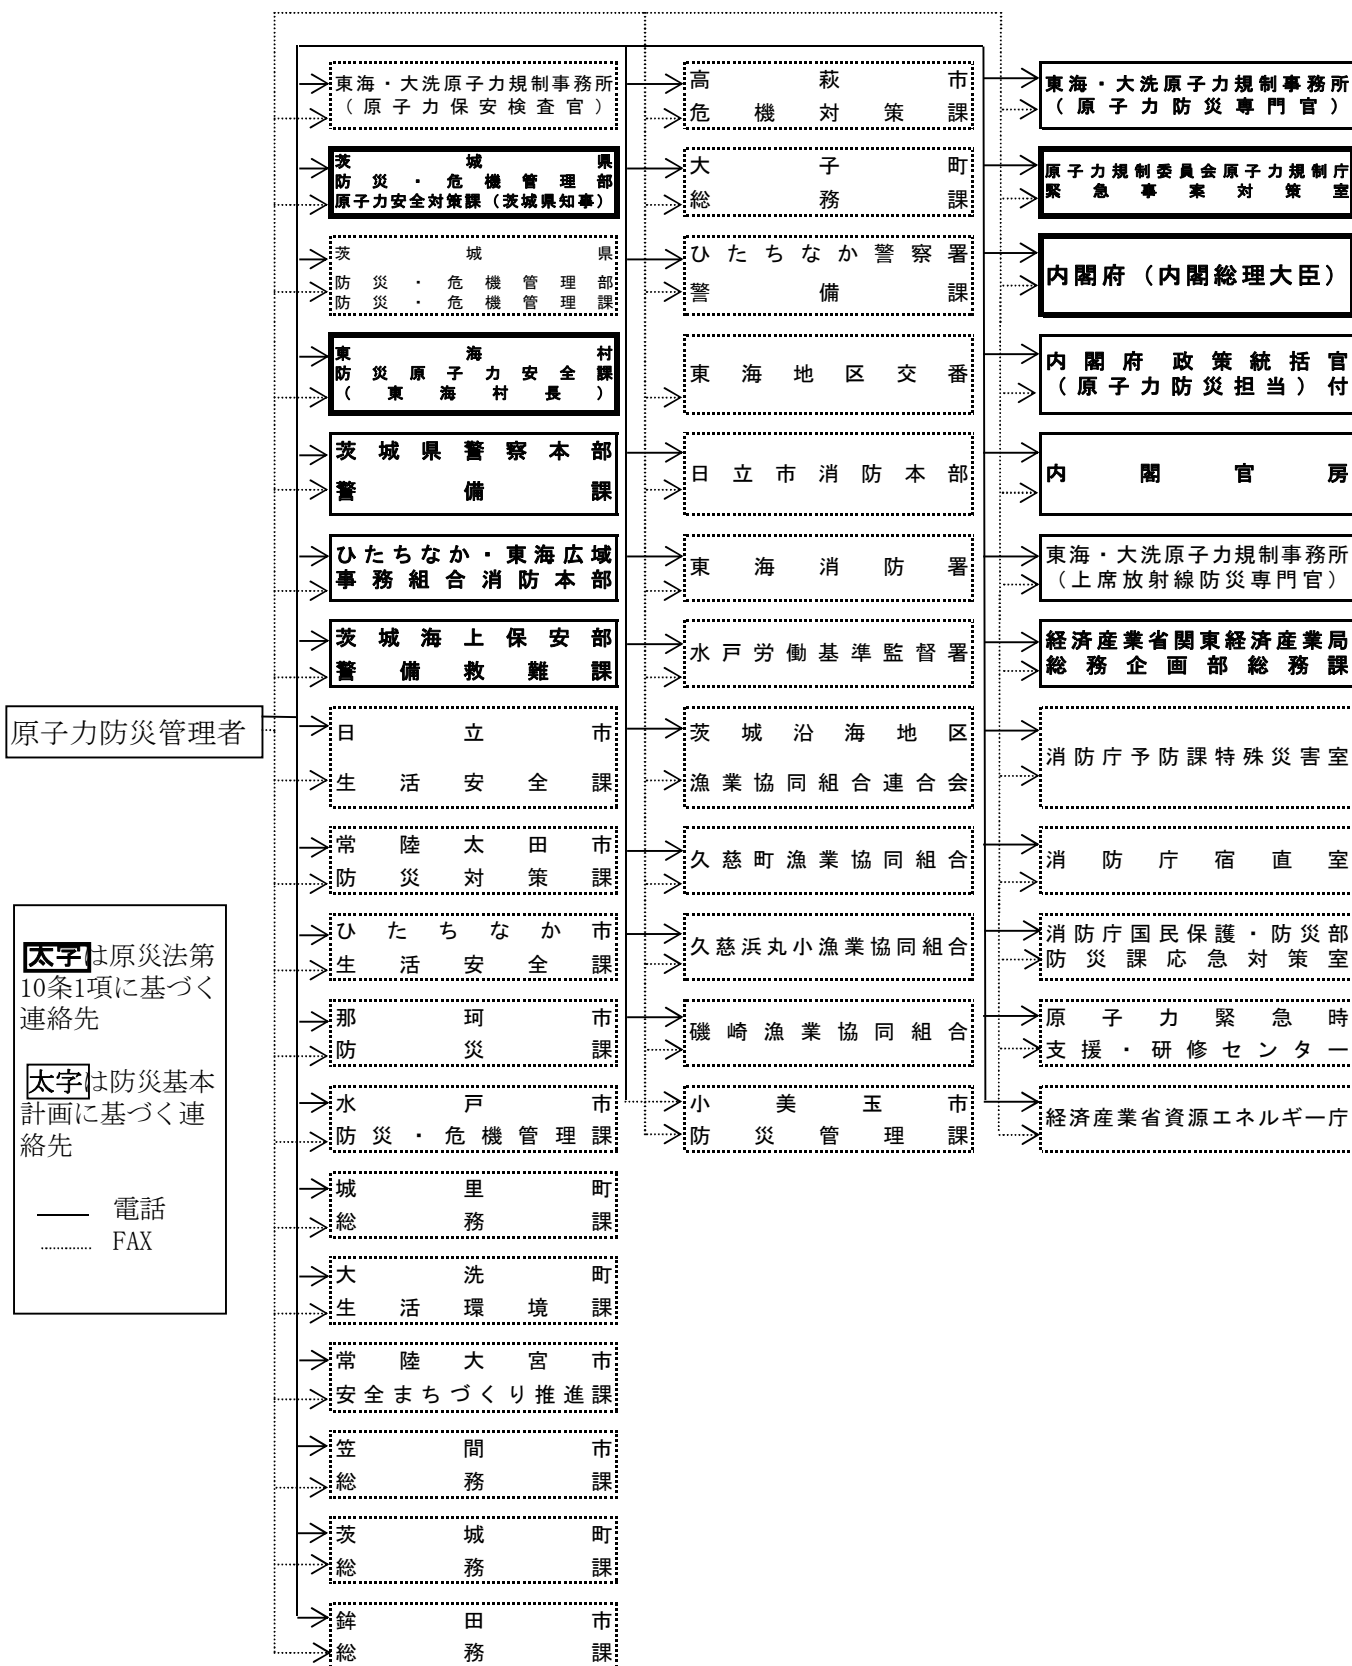 東海・大洗原子力規制事務所
（原子力保安検査官）
茨城県
防災・危機管理部
原子力安全対策課（茨城県知事）
茨城県
防災・危機管理部
防災・危機管理課
東海村
防災原子力安全課
（東海村長）
茨城県警察本部
警備課
ひたちなか・東海広域
事務組合消防本部
茨城海上保安部
警備救難課
日立市
生活安全課
常陸太田市
防災対策課
ひたちなか市
生活安全課
那珂市
防災課
水戸市
防災・危機管理課
城里町
総務課
大洗町
生活環境課
常陸大宮市
安全まちづくり推進課
笠間市
総務課
茨城町
総務課
鉾田市
総務課
高萩市
危機対策課
大子町
総務課
ひたちなか警察署
警備課
東海地区交番
日立市消防本部
東海消防署
水戸労働基準監督署
茨城沿海地区
漁業協同組合連合会
久慈町漁業協同組合
久慈浜丸小漁業協同組合
磯崎漁業協同組合
小美玉市
防災管理課
東海・大洗原子力規制事務所
（原子力防災専門官）
原子力規制委員会原子力規制庁
緊急事案対策室
内閣府（内閣総理大臣）
内閣府政策統括官
（原子力防災担当）付
内閣官房
東海・大洗原子力規制事務所
（上席放射線防災専門官）
経済産業省関東経済産業局
総務企画部総務課
消防庁予防課特殊災害室
消防庁宿直室
消防庁国民保護・防災部
防災課応急対策室
原子力緊急時
支援・研修センター
経済産業省資源エネルギー庁
原子力防災管理者
太字は原災法第
10条1項に基づく
連絡先
太字は防災基本
計画に基づく連
絡先
電話
FAX